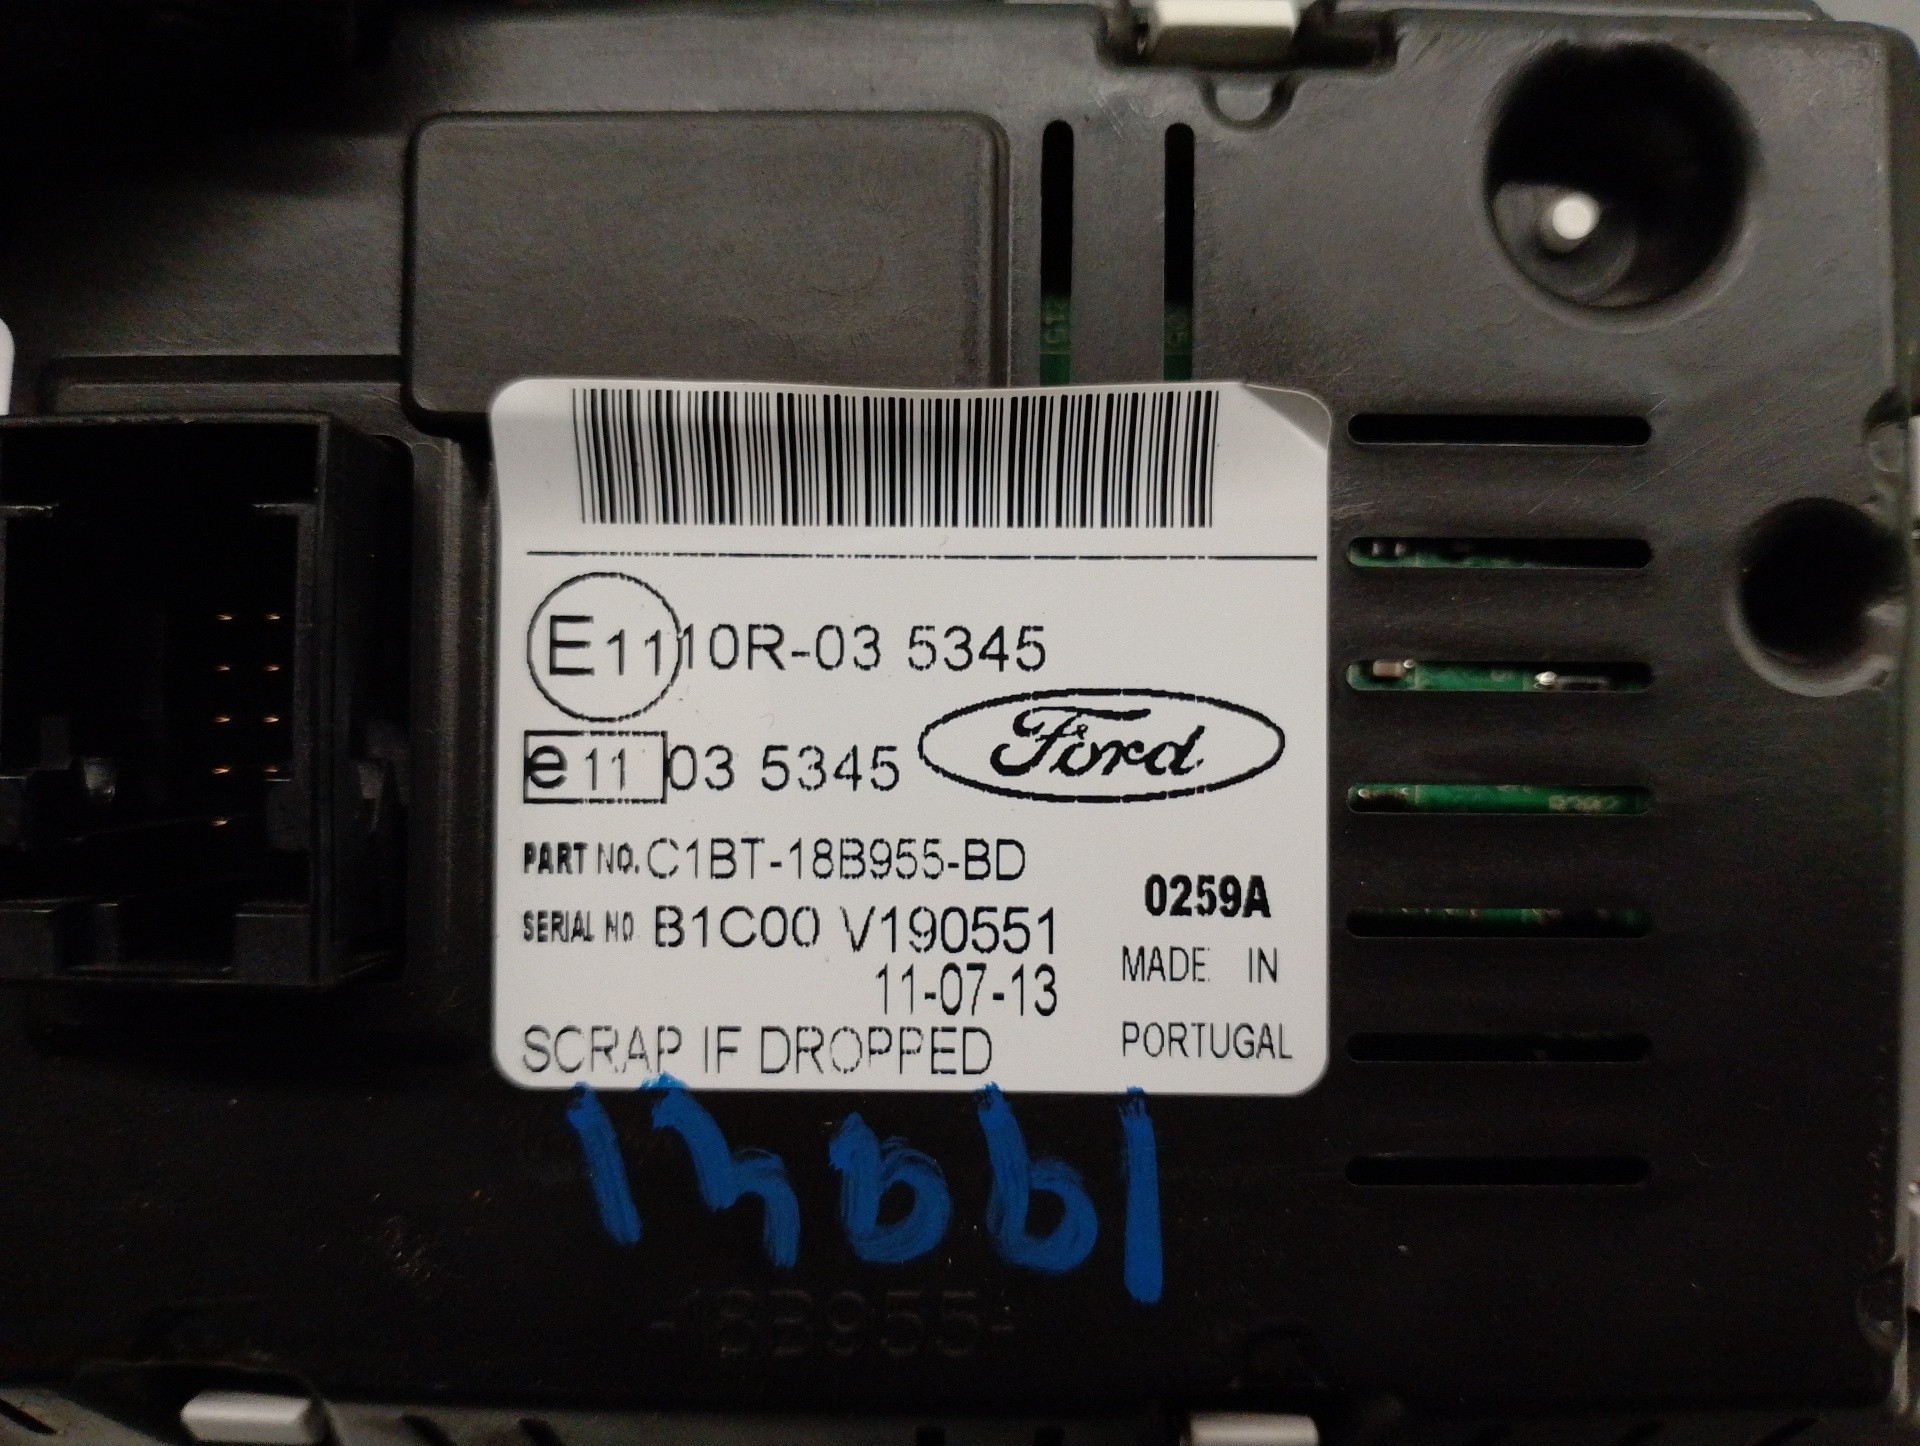 E11 10R-03 5345
e11 03 5345 Ford
PART NO. C1BT-18B955-BD
0259A
SERIAL NO. B1C00 V190551
11-07-13
MADE IN
PORTUGAL
SCRAP IF DROPPED
-18B955-